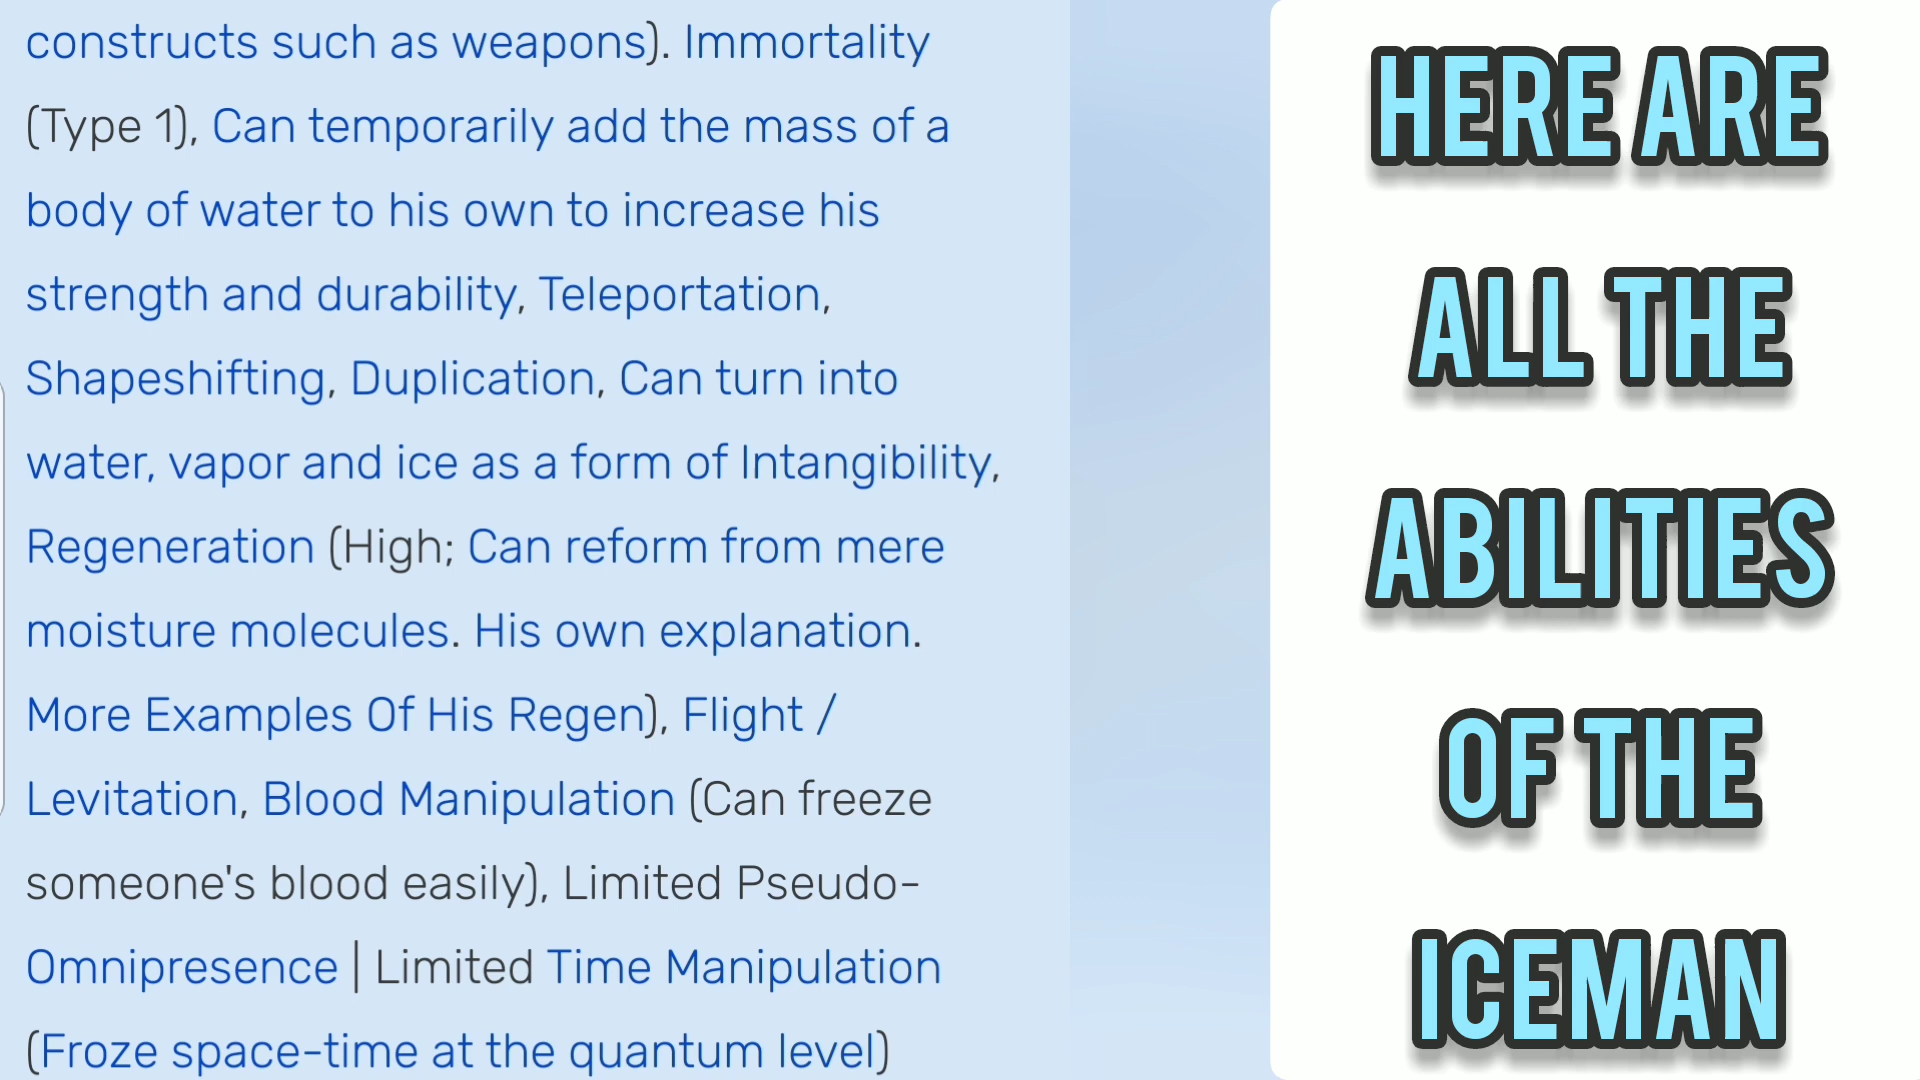 constructs such as weapons). Immortality
(Type 1), Can temporarily add the mass of a
body of water to his own to increase his
strength and durability, Teleportation,
Shapeshifting, Duplication, Can turn into
water, vapor and ice as a form of Intangibility,
Regeneration (High; Can reform from mere
moisture molecules. His own explanation.
More Examples Of His Regen), Flight /
Levitation, Blood Manipulation (Can freeze
someone's blood easily), Limited Pseudo-
Omnipresence | Limited Time Manipulation
(Froze space-time at the quantum level)
HERE ARE
ALL THE
ABILITIES
OF THE
ICEMAN